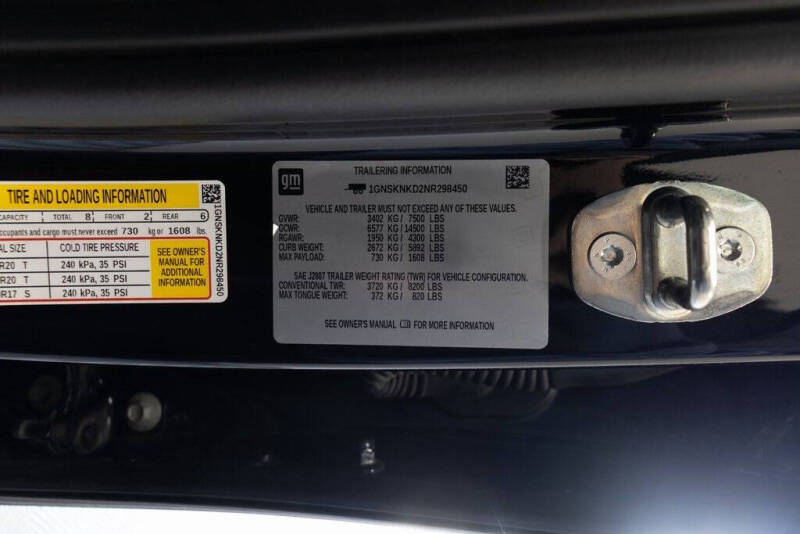 TIRE AND LOADING INFORMATION
CAPACITY TOTAL 8 FRONT 2 REAR 6
occupants and cargo must never exceed 730 kg or 1608 lbs.
AL SIZE COLD TIRE PRESSURE
R20 T 240 kPa, 35 PSI
R20 T 240 kPa, 35 PSI
R17 S 240 kPa, 35 PSI
SEE OWNER'S
MANUAL FOR
ADDITIONAL
INFORMATION
1GNSKNKD2NR298450
gm
TRAILERING INFORMATION
1GNSKNKD2NR298450
VEHICLE AND TRAILER MUST NOT EXCEED ANY OF THESE VALUES.
GVWR: 3402 KG / 7500 LBS
GCWR: 6577 KG / 14500 LBS
RGAWR: 1950 KG / 4300 LBS
CURB WEIGHT: 2672 KG / 5892 LBS
MAX PAYLOAD: 730 KG / 1608 LBS
SAE J2807 TRAILER WEIGHT RATING (TWR) FOR VEHICLE CONFIGURATION.
CONVENTIONAL TWR: 3720 KG / 8200 LBS
MAX TONGUE WEIGHT: 372 KG / 820 LBS
SEE OWNER'S MANUAL FOR MORE INFORMATION